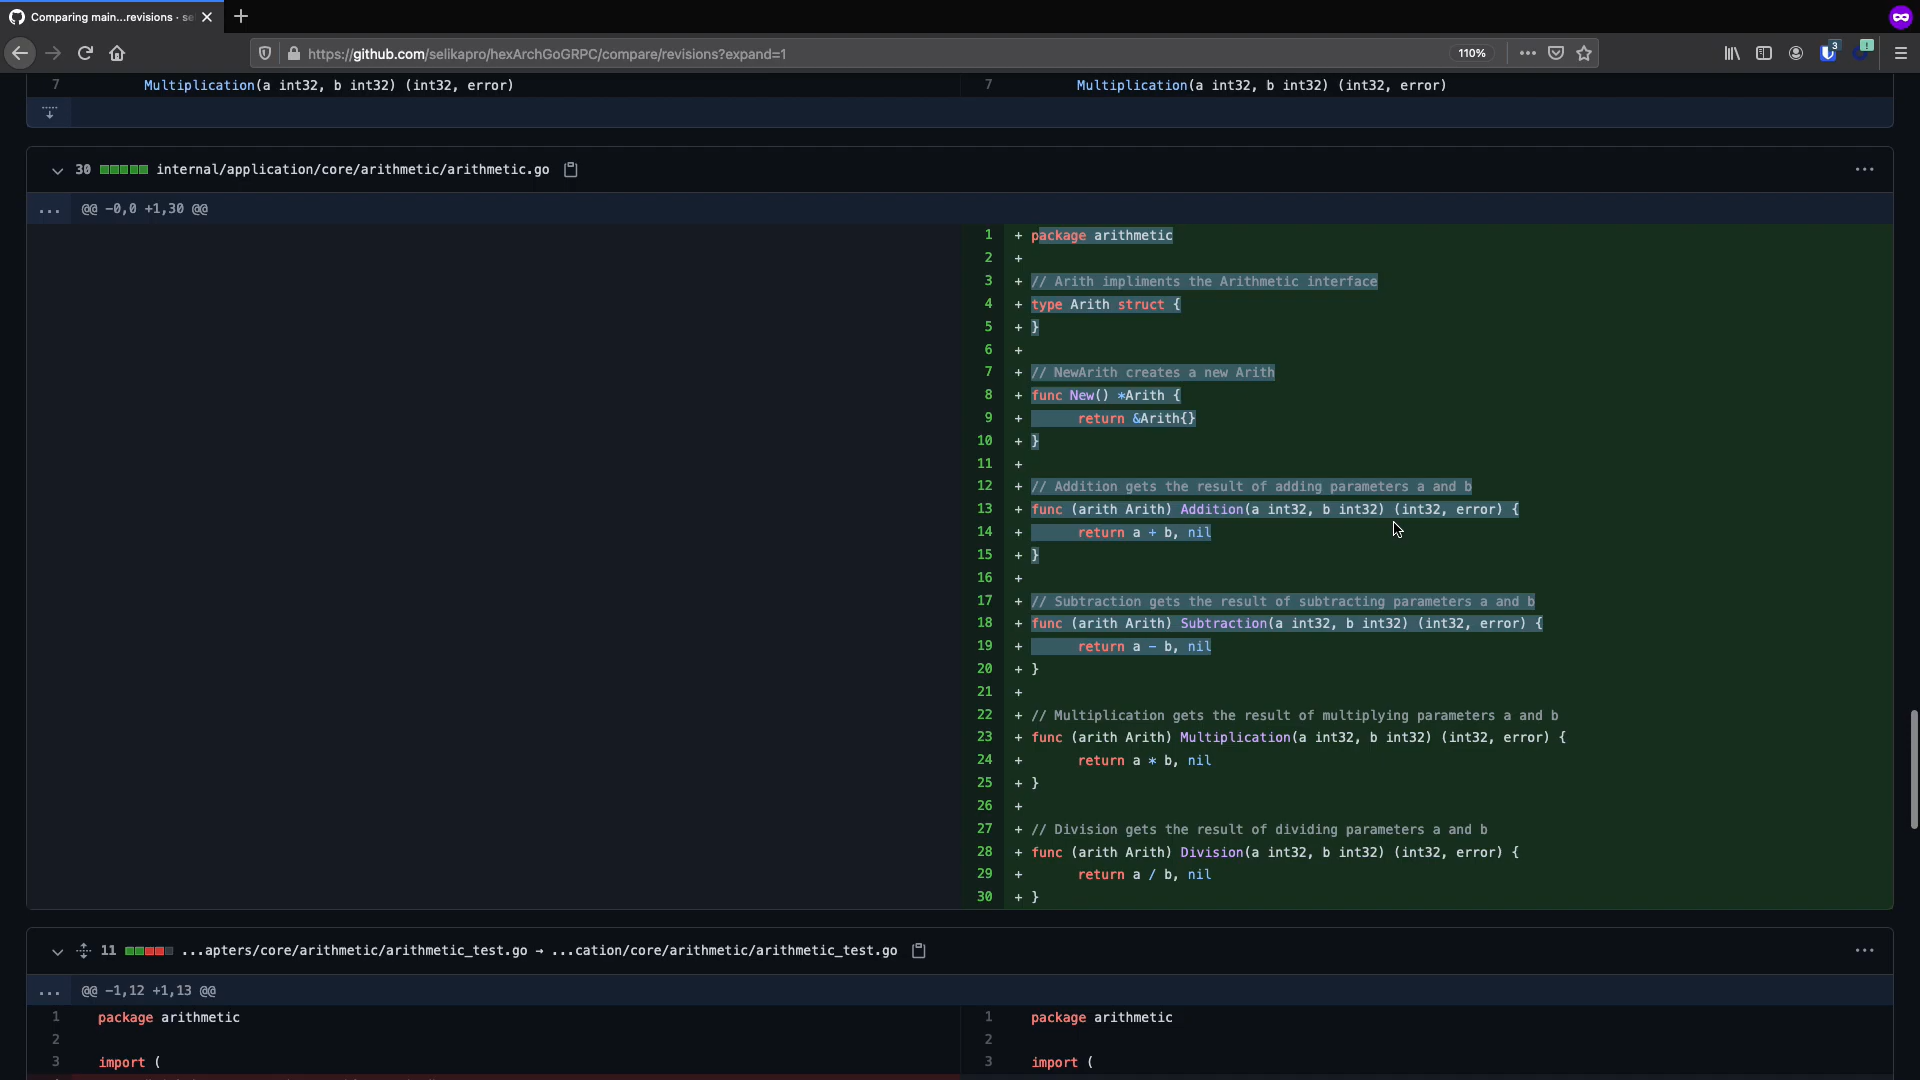 Comparing main...revisions · se
https://github.com/selikapro/hexArchGoGRPC/compare/revisions?expand=1
110%
3
7 Multiplication(a int32, b int32) (int32, error)
7 Multiplication(a int32, b int32) (int32, error)
30 internal/application/core/arithmetic/arithmetic.go
... @@ -0,0 +1,30 @@
1 + package arithmetic
2 +
3 + // Arith impliments the Arithmetic interface
4 + type Arith struct {
5 + }
6 +
7 + // NewArith creates a new Arith
8 + func New() *Arith {
9 + return &Arith{}
10 + }
11 +
12 + // Addition gets the result of adding parameters a and b
13 + func (arith Arith) Addition(a int32, b int32) (int32, error) {
14 + return a + b, nil
15 + }
16 +
17 + // Subtraction gets the result of subtracting parameters a and b
18 + func (arith Arith) Subtraction(a int32, b int32) (int32, error) {
19 + return a - b, nil
20 + }
21 +
22 + // Multiplication gets the result of multiplying parameters a and b
23 + func (arith Arith) Multiplication(a int32, b int32) (int32, error) {
24 + return a * b, nil
25 + }
26 +
27 + // Division gets the result of dividing parameters a and b
28 + func (arith Arith) Division(a int32, b int32) (int32, error) {
29 + return a / b, nil
30 + }
11 ...apters/core/arithmetic/arithmetic_test.go → ...cation/core/arithmetic/arithmetic_test.go
... @@ -1,12 +1,13 @@
1 package arithmetic
1 package arithmetic
2
2
3 import (
3 import (